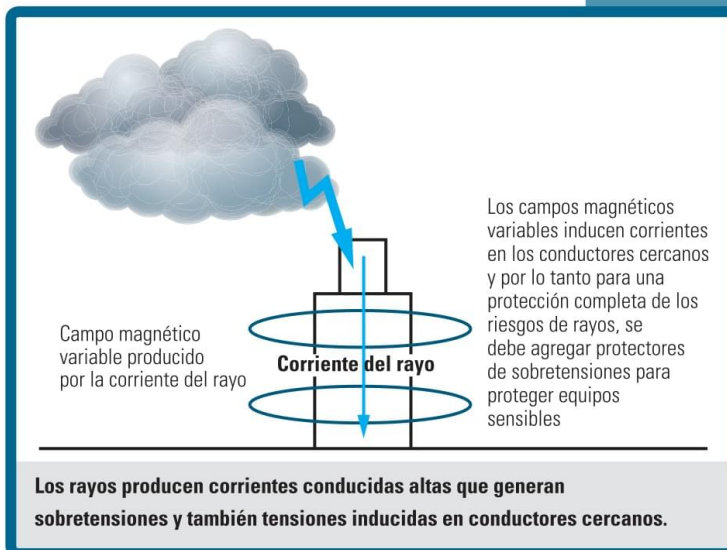 Campo magnético
variable producido
por la corriente del rayo
Corriente del rayo
Los campos magnéticos
variables inducen corrientes
en los conductores cercanos
y por lo tanto para una
protección completa de los
riesgos de rayos, se
debe agregar protectores
de sobretensiones para
proteger equipos
sensibles
Los rayos producen corrientes conducidas altas que generan
sobretensiones y también tensiones inducidas en conductores cercanos.